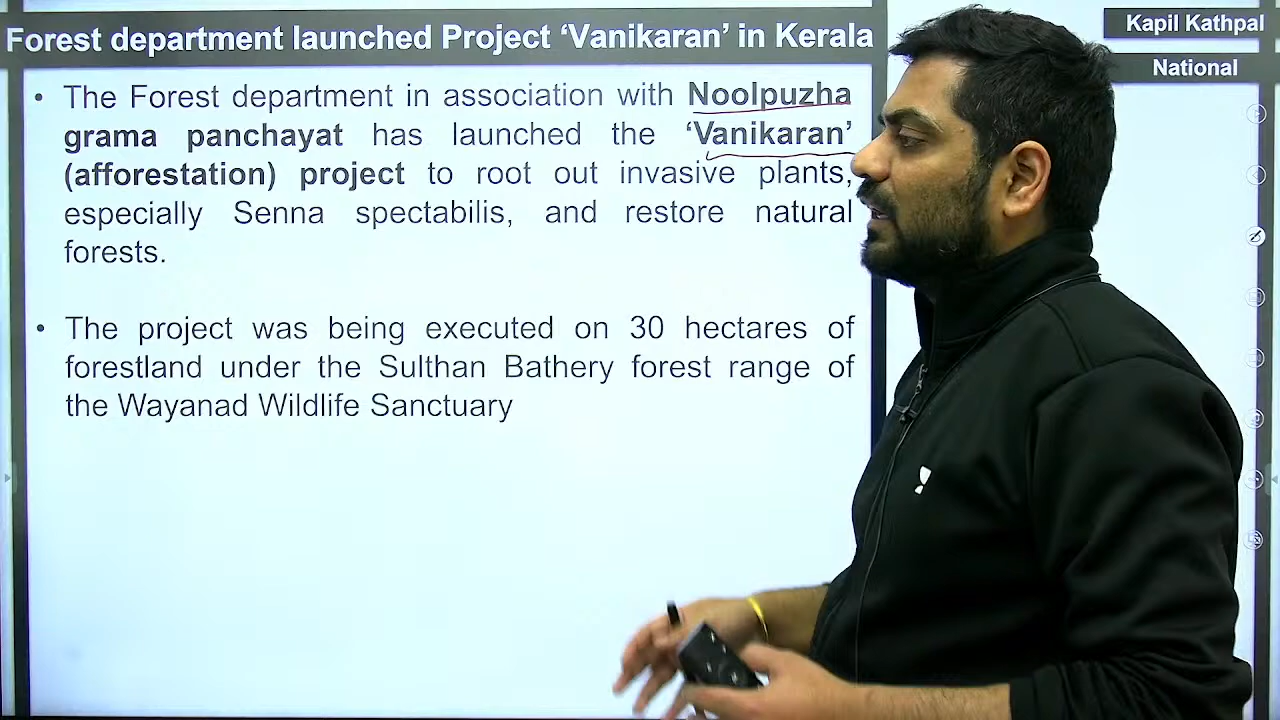 Forest department launched Project ‘Vanikaran’ in Kerala
Kapil Kathpal
National
• The Forest department in association with Noolpuzha
grama panchayat has launched the ‘Vanikaran’
(afforestation) project to root out invasive plants,
especially Senna spectabilis, and restore natural
forests.
• The project was being executed on 30 hectares of
forestland under the Sulthan Bathery forest range of
the Wayanad Wildlife Sanctuary